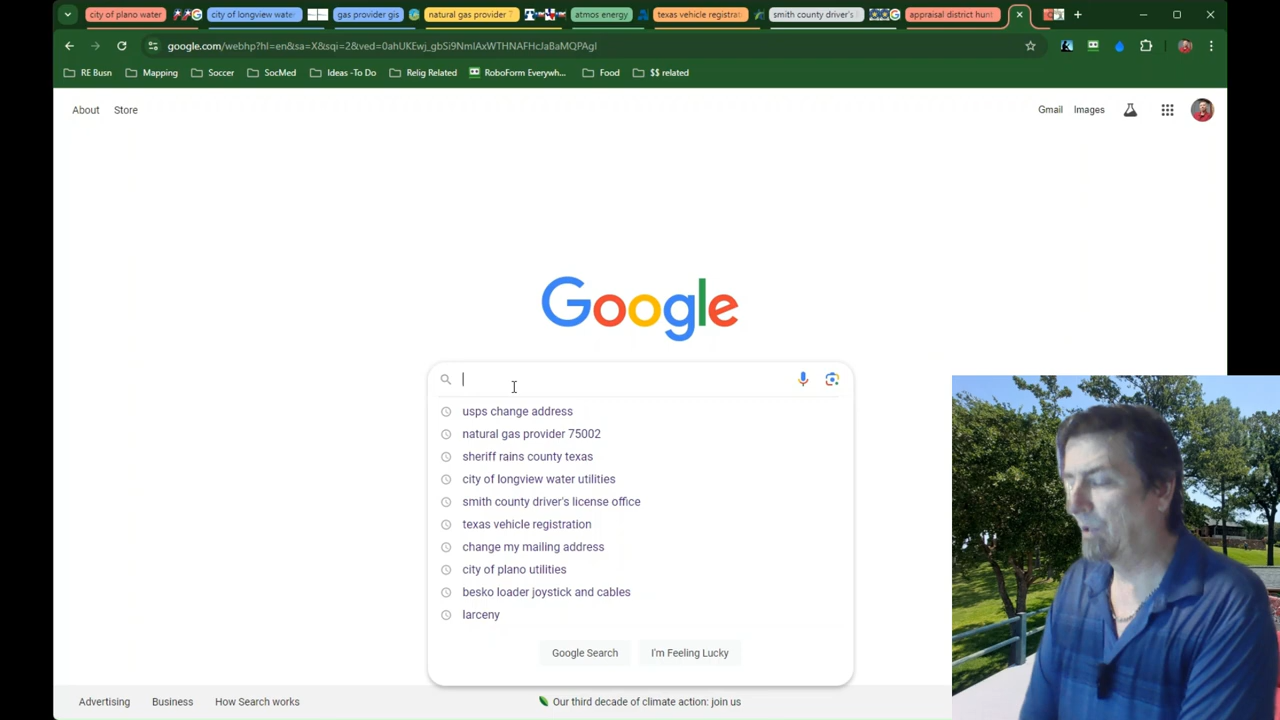 city of plano water
city of longview water
gas provider gis
natural gas provider 7
atmos energy
texas vehicle registrat
smith county driver's l
appraisal district hunt
google.com/webhp?hl=en&sa=X&sqi=2&ved=0ahUKEwj_gbSi9NmIAxWTHNAFHcJaBaMQPAgI
RE Busn
Mapping
Soccer
SocMed
Ideas -To Do
Relig Related
RoboForm Everywh...
Food
$$ related
About
Store
Gmail
Images
Google
usps change address
natural gas provider 75002
sheriff rains county texas
city of longview water utilities
smith county driver's license office
texas vehicle registration
change my mailing address
city of plano utilities
besko loader joystick and cables
larceny
Google Search
I'm Feeling Lucky
Advertising
Business
How Search works
Our third decade of climate action: join us